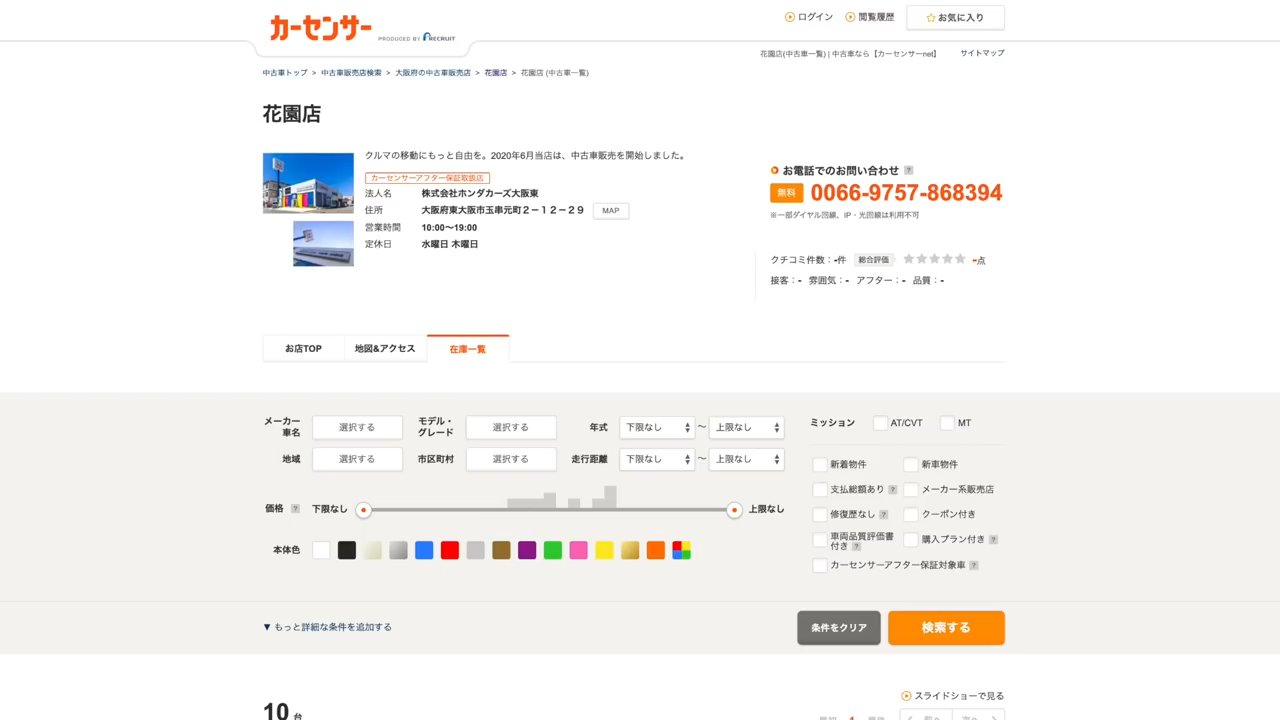 カーセンサー PRODUCED BY RECRUIT
ログイン 閲覧履歴 お気に入り
花園店(中古車一覧) | 中古車なら【カーセンサーnet】 サイトマップ
中古車トップ > 中古車販売店検索 > 大阪府の中古車販売店 > 花園店 > 花園店 (中古車一覧)
花園店
クルマの移動にもっと自由を。2020年6月当店は、中古車販売を開始しました。
カーセンサーアフター保証取扱店
法人名 株式会社ホンダカーズ大阪東
住所 大阪府東大阪市玉串元町2-12-29 MAP
営業時間 10:00〜19:00
定休日 水曜日 木曜日
お電話でのお問い合わせ ?
無料 0066-9757-868394
※一部ダイヤル回線、IP・光回線は利用不可
クチコミ件数：-件 総合評価 ★★★★★ -点
接客：- 雰囲気：- アフター：- 品質：-
お店TOP 地図&アクセス 在庫一覧
メーカー車名 選択する モデル・グレード 選択する 年式 下限なし 〜 上限なし
地域 選択する 市区町村 選択する 走行距離 下限なし 〜 上限なし
価格 ? 下限なし 上限なし
本体色
ミッション AT/CVT MT
新着物件 新車物件
支払総額あり ? メーカー系販売店
修復歴なし ? クーポン付き
車両品質評価書付き ? 購入プラン付き ?
カーセンサーアフター保証対象車 ?
▼ もっと詳細な条件を追加する 条件をクリア 検索する
10 台
スライドショーで見る